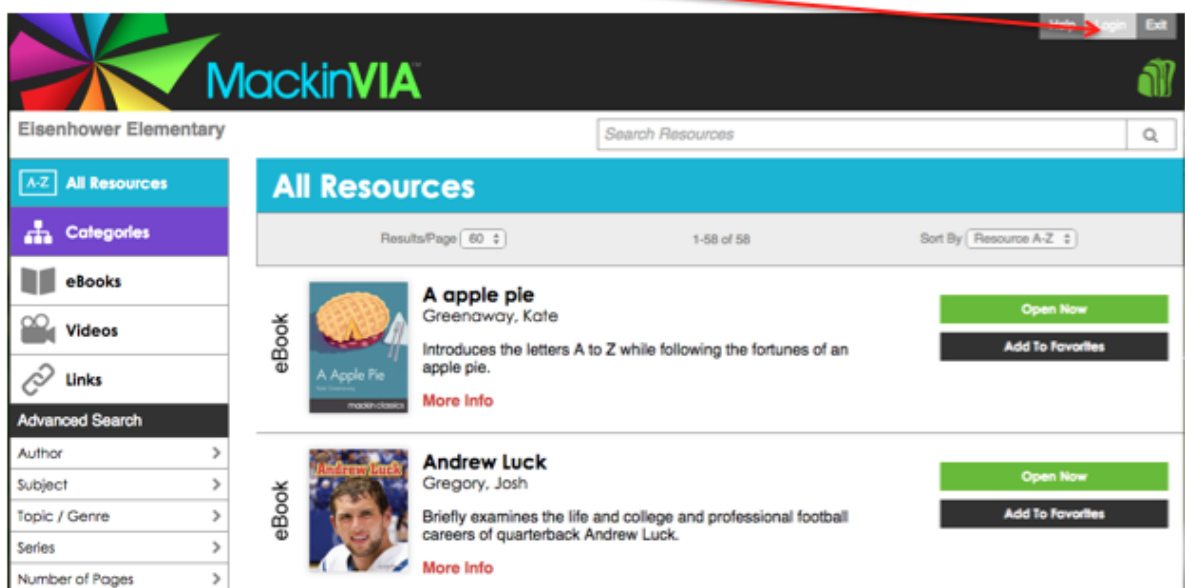 Help Login Exit
MackinVIA
Eisenhower Elementary
Search Resources
A-Z All Resources
Categories
eBooks
Videos
Links
Advanced Search
Author
Subject
Topic / Genre
Series
Number of Pages
All Resources
Results/Page 60 1-58 of 58 Sort By Resource A-Z
eBook
A Apple Pie
mackin classics
A apple pie
Greenaway, Kate
Introduces the letters A to Z while following the fortunes of an
apple pie.
More Info
Open Now
Add To Favorites
eBook
Andrew Luck
Andrew Luck
Gregory, Josh
Briefly examines the life and college and professional football
careers of quarterback Andrew Luck.
More Info
Open Now
Add To Favorites